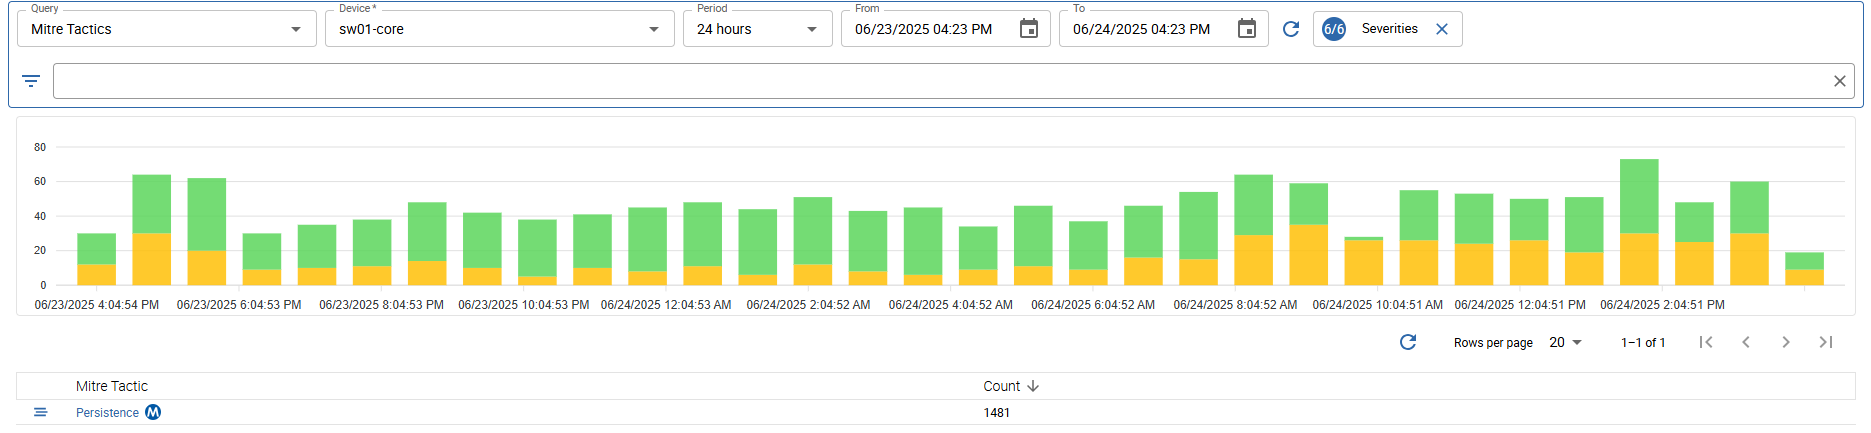 Query Device * Period From To
Mitre Tactics sw01-core 24 hours 06/23/2025 04:23 PM 06/24/2025 04:23 PM 6/6 Severities
80
60
40
20
0
06/23/2025 4:04:54 PM 06/23/2025 6:04:53 PM 06/23/2025 8:04:53 PM 06/23/2025 10:04:53 PM 06/24/2025 12:04:53 AM 06/24/2025 2:04:52 AM 06/24/2025 4:04:52 AM 06/24/2025 6:04:52 AM 06/24/2025 8:04:52 AM 06/24/2025 10:04:51 AM 06/24/2025 12:04:51 PM 06/24/2025 2:04:51 PM
Rows per page 20 1–1 of 1
Mitre Tactic Count
Persistence M 1481